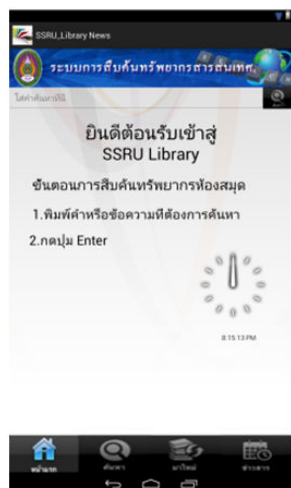 SSRU_Library News
ระบบการสืบค้นทรัพยากรสารสนเทศ
ใส่คำค้นหาที่นี่
ยินดีต้อนรับเข้าสู่
SSRU Library
ขั้นตอนการสืบค้นทรัพยากรห้องสมุด
1.พิมพ์คำหรือข้อความที่ต้องการค้นหา
2.กดปุ่ม Enter
8:15:13 PM
หน้าแรก ค้นหา มาใหม่ ข่าวสาร